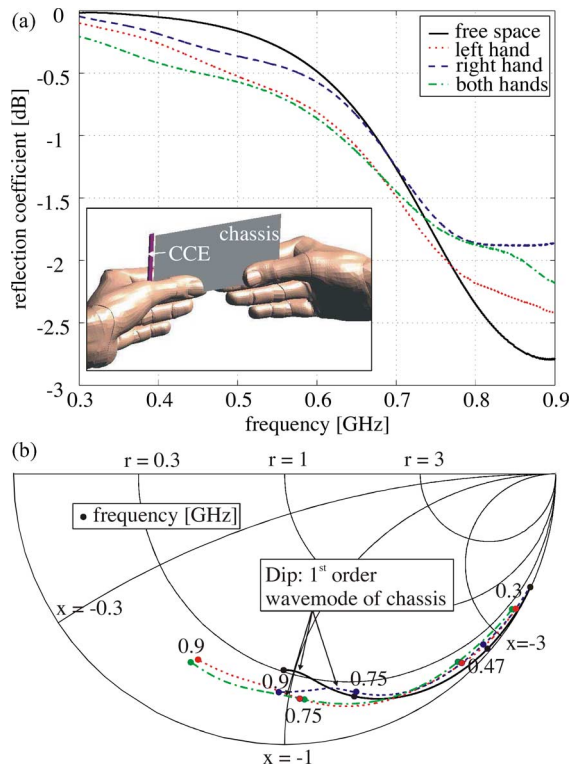 (a)
0
-0.5
-1
-1.5
-2
-2.5
-3
reflection coefficient [dB]
free space
left hand
right hand
both hands
chassis
CCE
0.3 0.4 0.5 0.6 0.7 0.8 0.9
frequency [GHz]
(b)
r = 0.3 r = 1 r = 3
frequency [GHz]
Dip: 1st order
wavemode of chassis
x = -0.3
0.3
x=-3
0.9
0.9
0.75
0.47
0.75
x = -1